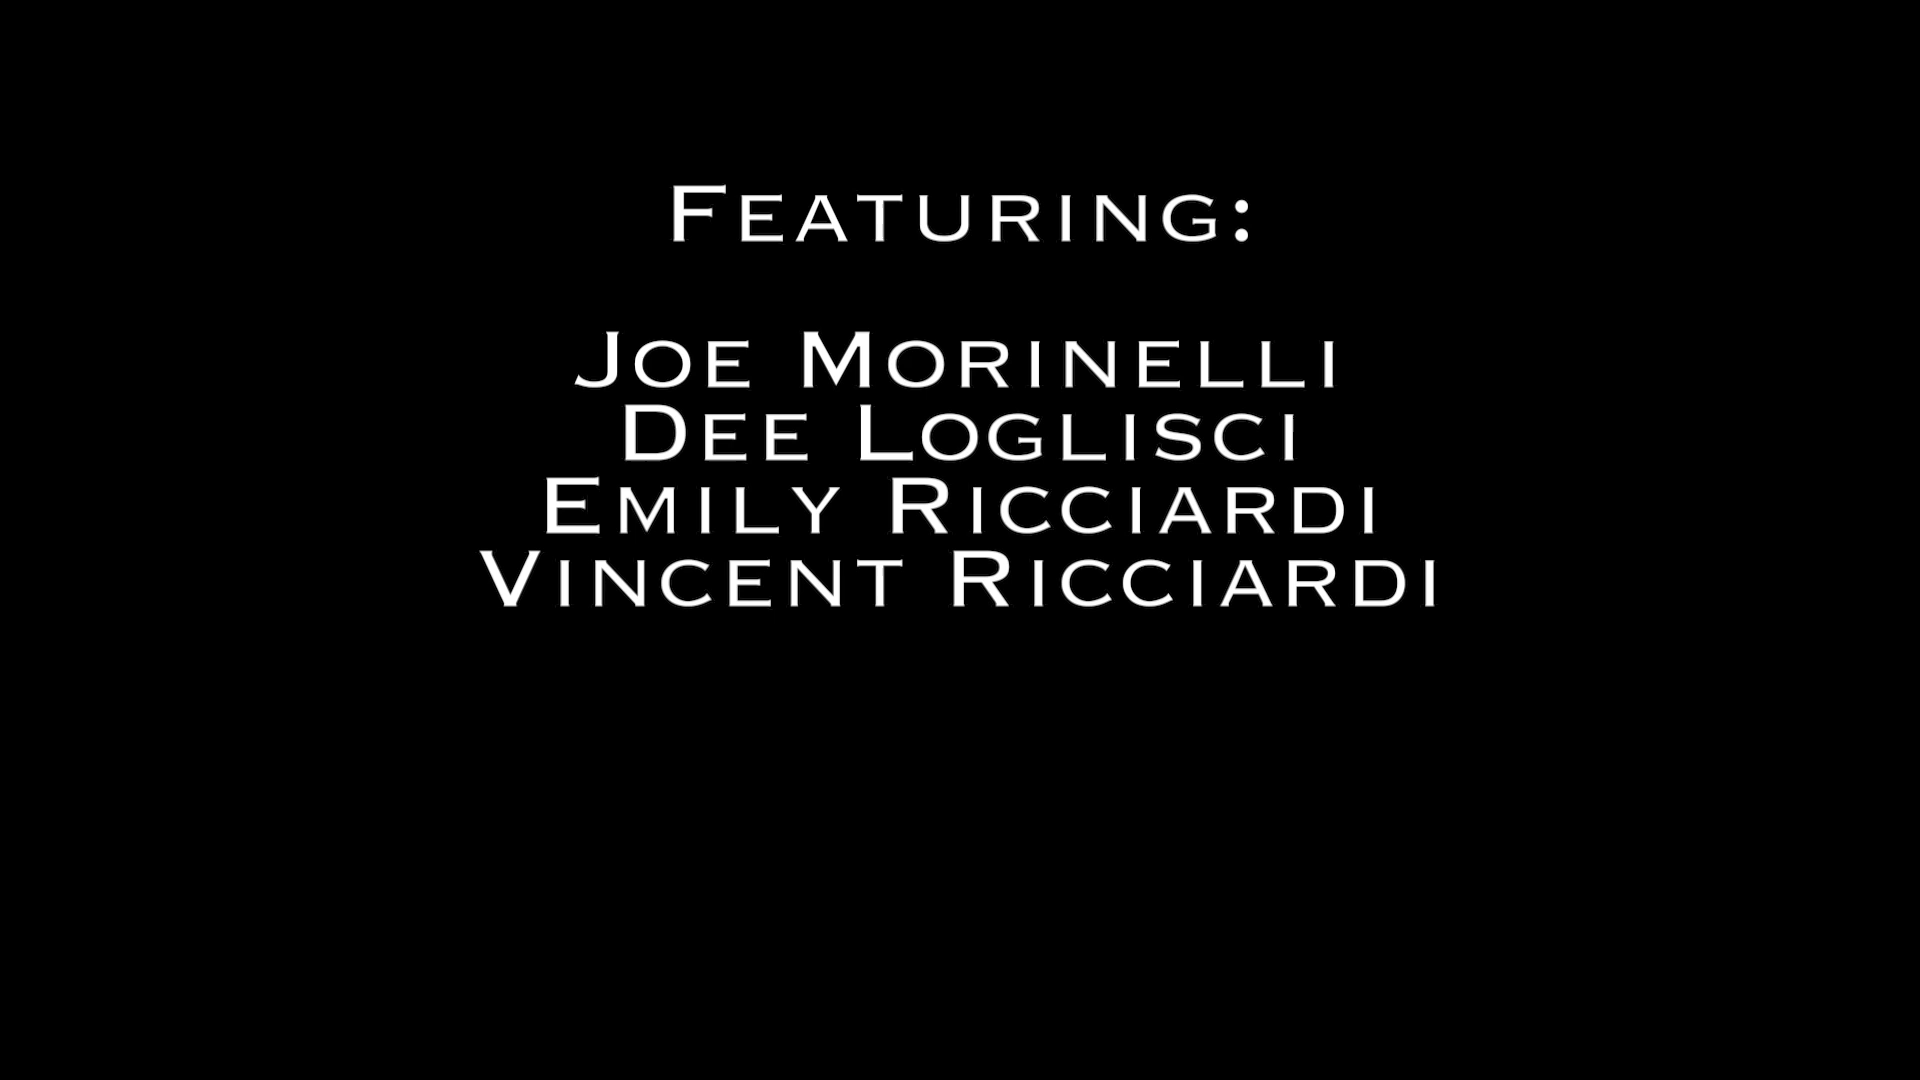 Featuring:
Joe Morinelli
Dee Loglisci
Emily Ricciardi
Vincent Ricciardi